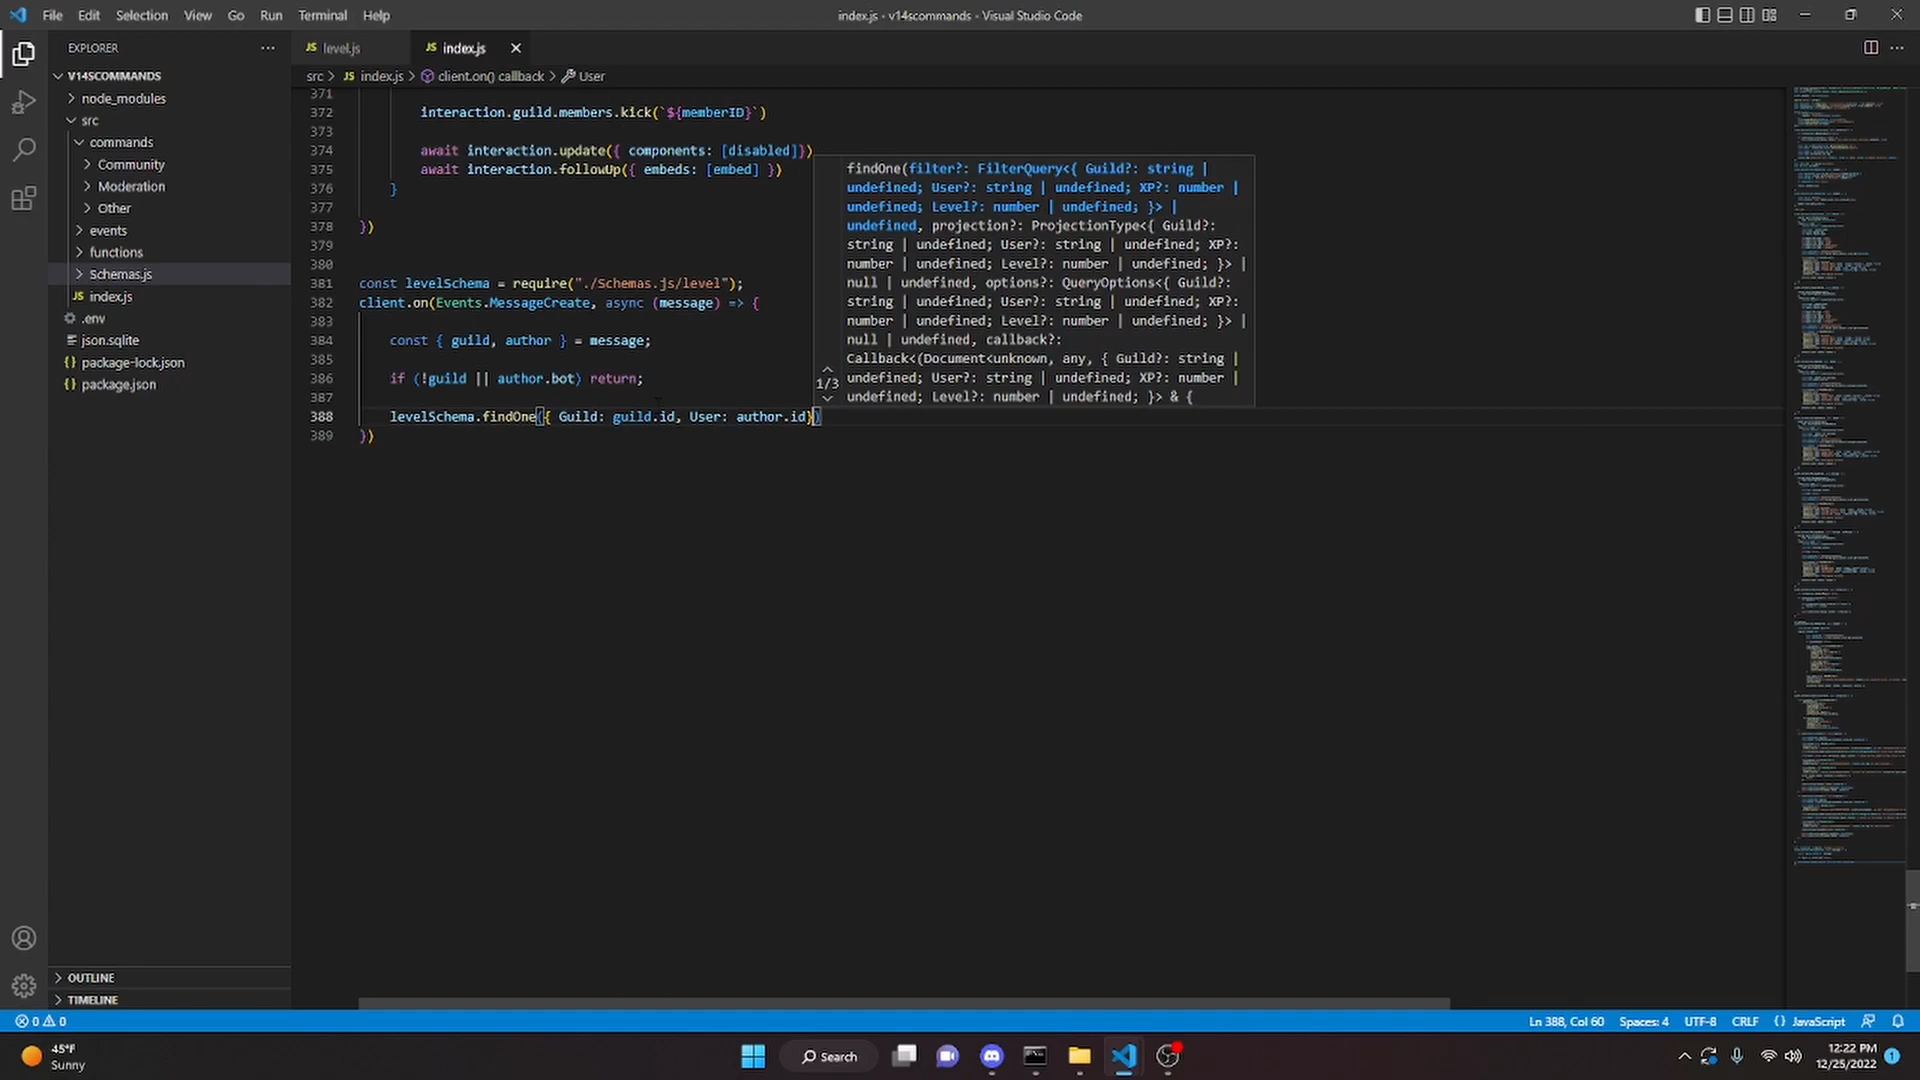 File Edit Selection View Go Run Terminal Help
index.js - v14scommands - Visual Studio Code
EXPLORER
V14SCOMMANDS
node_modules
src
commands
Community
Moderation
Other
events
functions
Schemas.js
JS index.js
.env
json.sqlite
{} package-lock.json
{} package.json
OUTLINE
TIMELINE
JS level.js
JS index.js
src > JS index.js > client.on() callback > User
371
372 interaction.guild.members.kick(`${memberID}`)
373
374 await interaction.update({ components: [disabled]})
375 await interaction.followUp({ embeds: [embed] })
376 }
377
378 })
379
380
381 const levelSchema = require("./Schemas.js/level");
382 client.on(Events.MessageCreate, async (message) => {
383
384 const { guild, author } = message;
385
386 if (!guild || author.bot) return;
387
388 levelSchema.findOne({ Guild: guild.id, User: author.id})
389 })
findOne(filter?: FilterQuery<{ Guild?: string |
undefined; User?: string | undefined; XP?: number |
undefined; Level?: number | undefined; }> |
undefined, projection?: ProjectionType<{ Guild?:
string | undefined; User?: string | undefined; XP?:
number | undefined; Level?: number | undefined; }> |
null | undefined, options?: QueryOptions<{ Guild?:
string | undefined; User?: string | undefined; XP?:
number | undefined; Level?: number | undefined; }> |
null | undefined, callback?:
Callback<(Document<unknown, any, { Guild?: string |
1/3
undefined; User?: string | undefined; XP?: number |
undefined; Level?: number | undefined; }> & {
0 0
Ln 388, Col 60 Spaces: 4 UTF-8 CRLF {} JavaScript
45°F
Sunny
Search
12:22 PM
12/25/2022
1